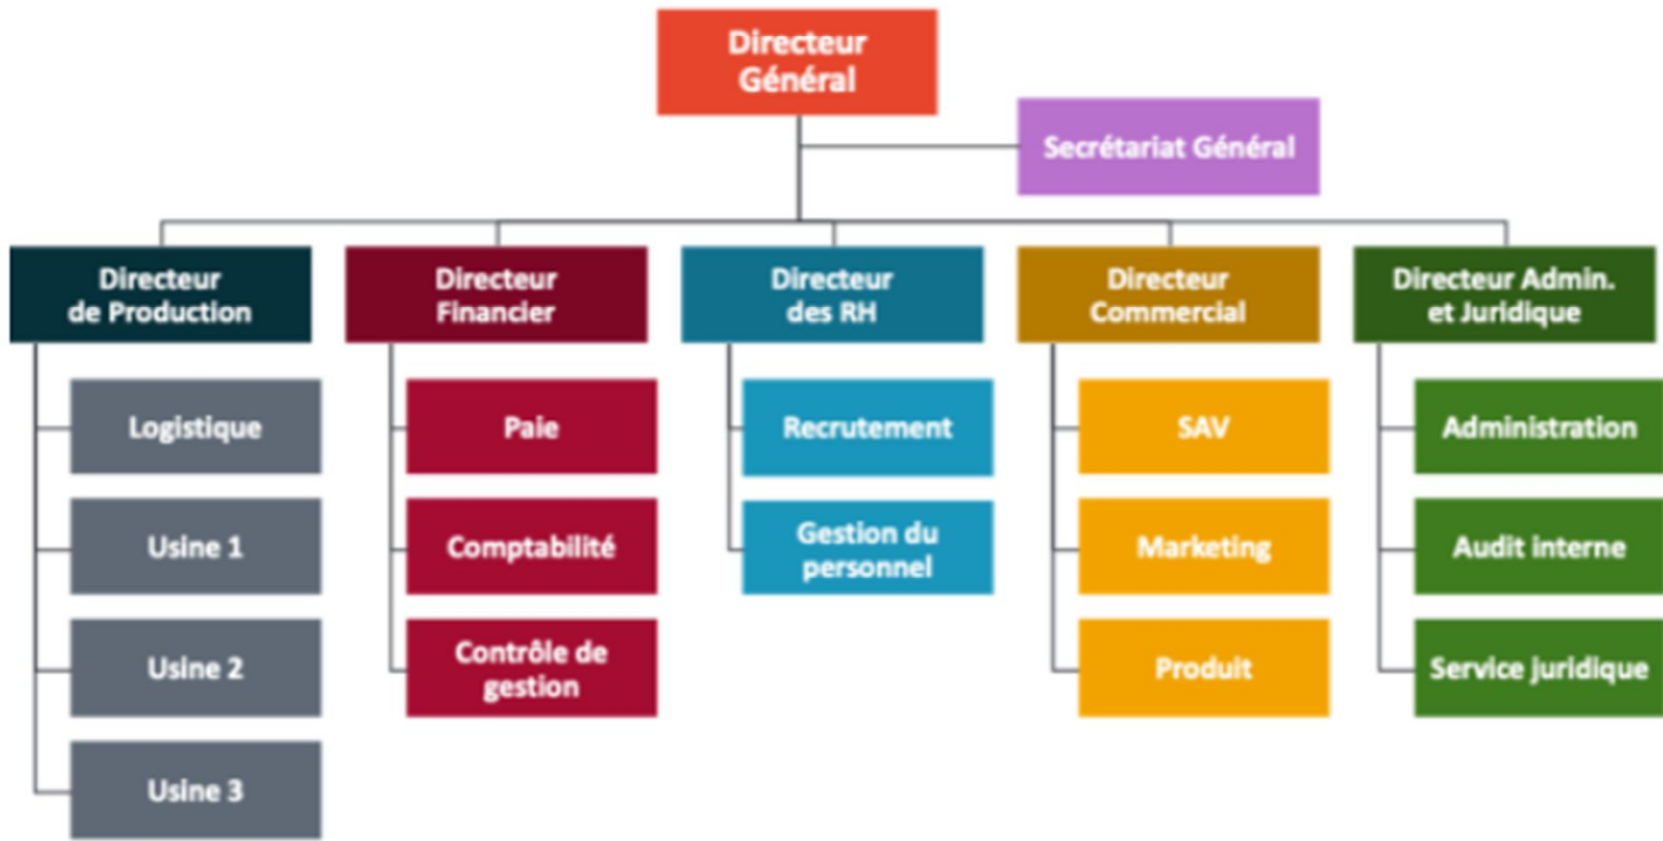 Directeur
Général
Secrétariat Général
Directeur
de Production
Directeur
Financier
Directeur
des RH
Directeur
Commercial
Directeur Admin.
et Juridique
Logistique
Paie
Recrutement
SAV
Administration
Usine 1
Comptabilité
Gestion du
personnel
Marketing
Audit interne
Usine 2
Contrôle de
gestion
Produit
Service juridique
Usine 3